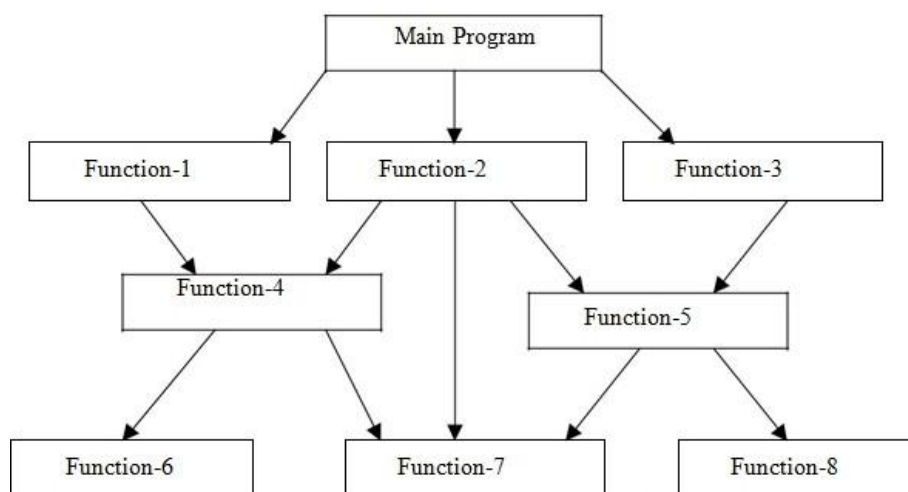 Main Program
Function-1
Function-2
Function-3
Function-4
Function-5
Function-6
Function-7
Function-8